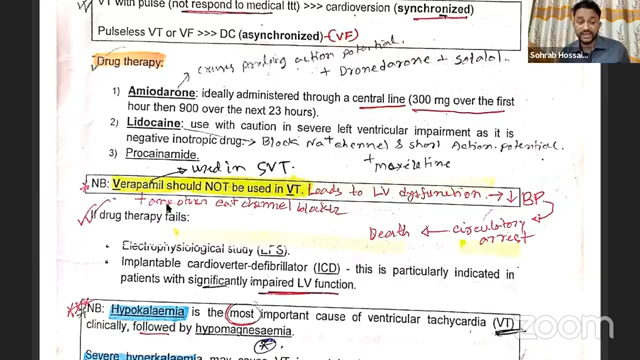 VT with pulse (not respond to medical ttt) >>> cardioversion (synchronized)
Sohrab Hossai...
Pulseless VT or VF >>> DC (asynchronized) - (VF)
Drug therapy:
causes prolong action potential.
+ Dronedarone + Sotalol.
1) Amiodarone: ideally administered through a central line (300 mg over the first
hour then 900 over the next 23 hours).
2) Lidocaine: use with caution in severe left ventricular impairment as it is
negative inotropic drug → Block Na+ channel & short Action potential.
3) Procainamide.
+ mexiletine
used in SVT.
* NB: Verapamil should NOT be used in VT. Leads to LV dysfunction → ↓ BP
+ any other cat channel blocker
If drug therapy fails:
Death ← circulatory
arrest
• Electrophysiological study (EPS)
• Implantable cardioverter-defibrillator (ICD) - this is particularly indicated in
patients with significantly impaired LV function.
NB: Hypokalaemia is the most important cause of ventricular tachycardia (VT)
clinically, followed by hypomagnesaemia.
Severe hyperkalaemia may cause VT in
zoom